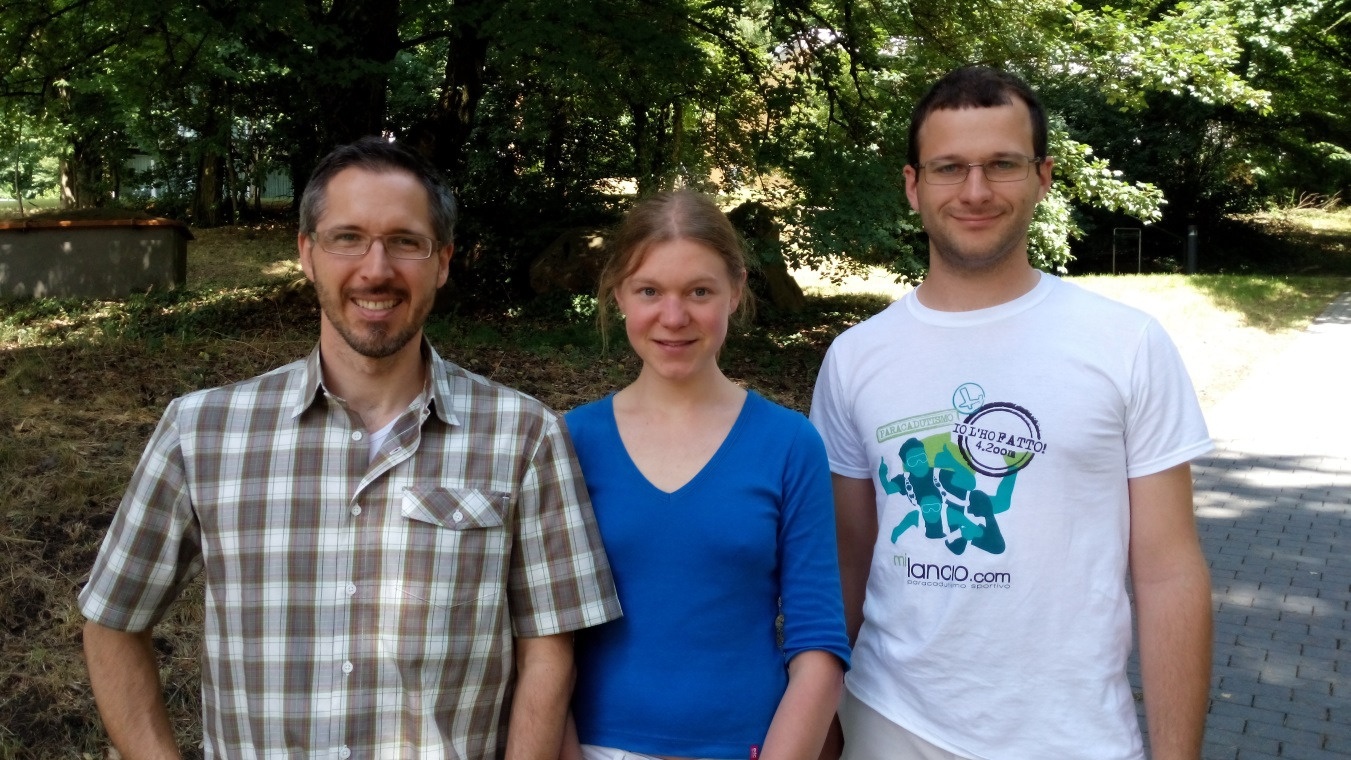 PARACADUTISMO
IO L'HO FATTO!
4.200m
milancio.com
paracadutismo sportivo